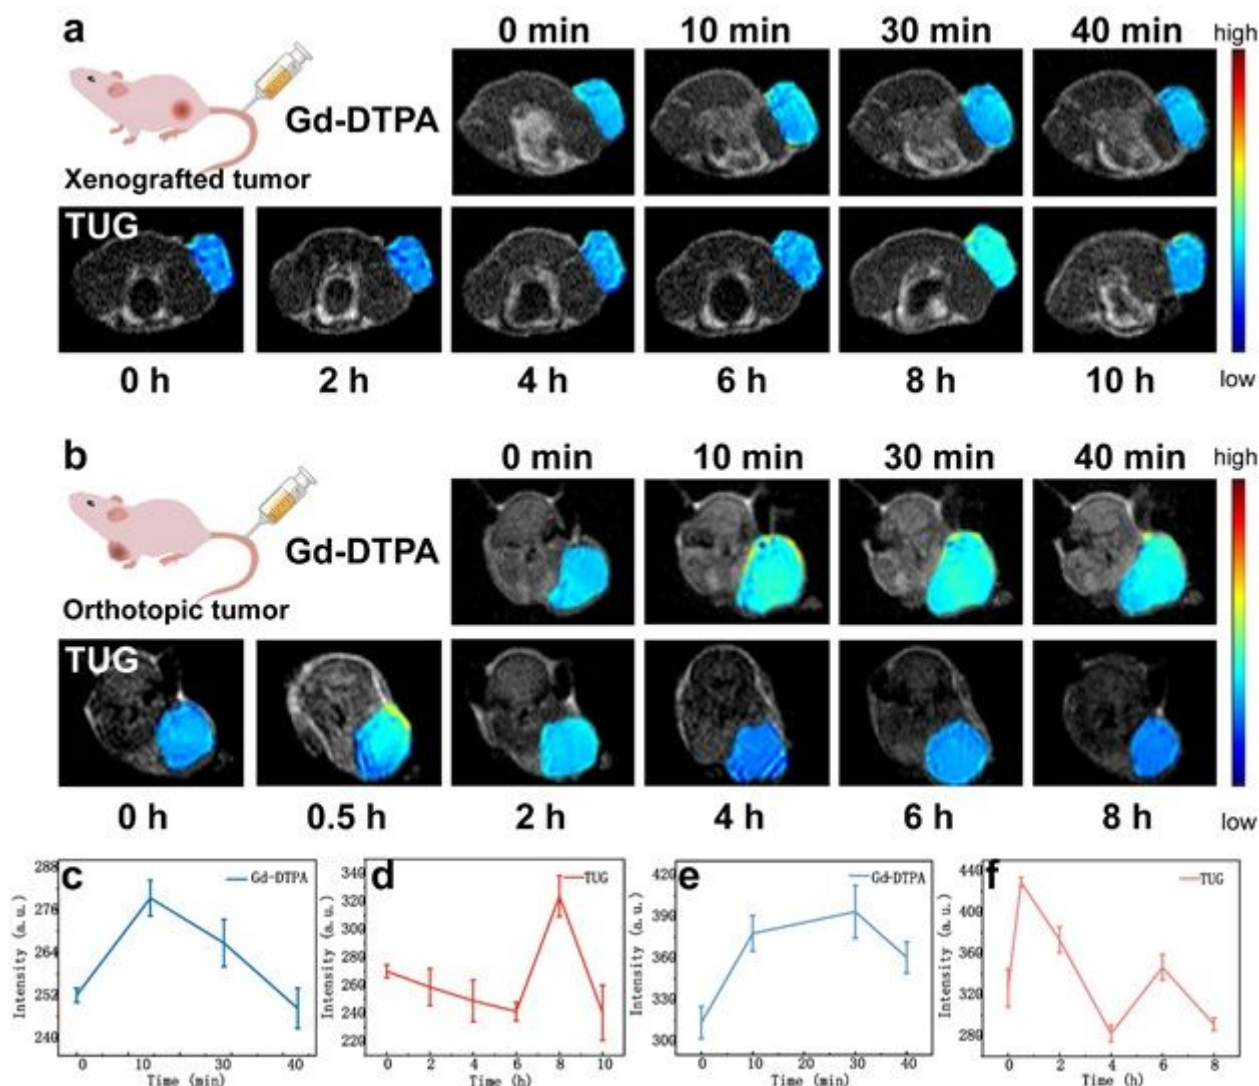 a
0 min 10 min 30 min 40 min
high
Gd-DTPA
Xenografted tumor
TUG
0 h 2 h 4 h 6 h 8 h 10 h
low
b
0 min 10 min 30 min 40 min
high
Gd-DTPA
Orthotopic tumor
TUG
0 h 0.5 h 2 h 4 h 6 h 8 h
low
c
Gd-DTPA
Intensity (a.u.)
288
276
264
252
240
0 10 30 40
Time (min)
d
TUG
Intensity (a.u.)
340
320
300
280
260
240
220
0 2 4 6 8 10
Time (h)
e
Gd-DTPA
Intensity (a.u.)
420
390
360
330
300
0 10 20 30 40
Time (min)
f
TUG
Intensity (a.u.)
440
400
360
320
280
0 2 4 6 8
Time (h)